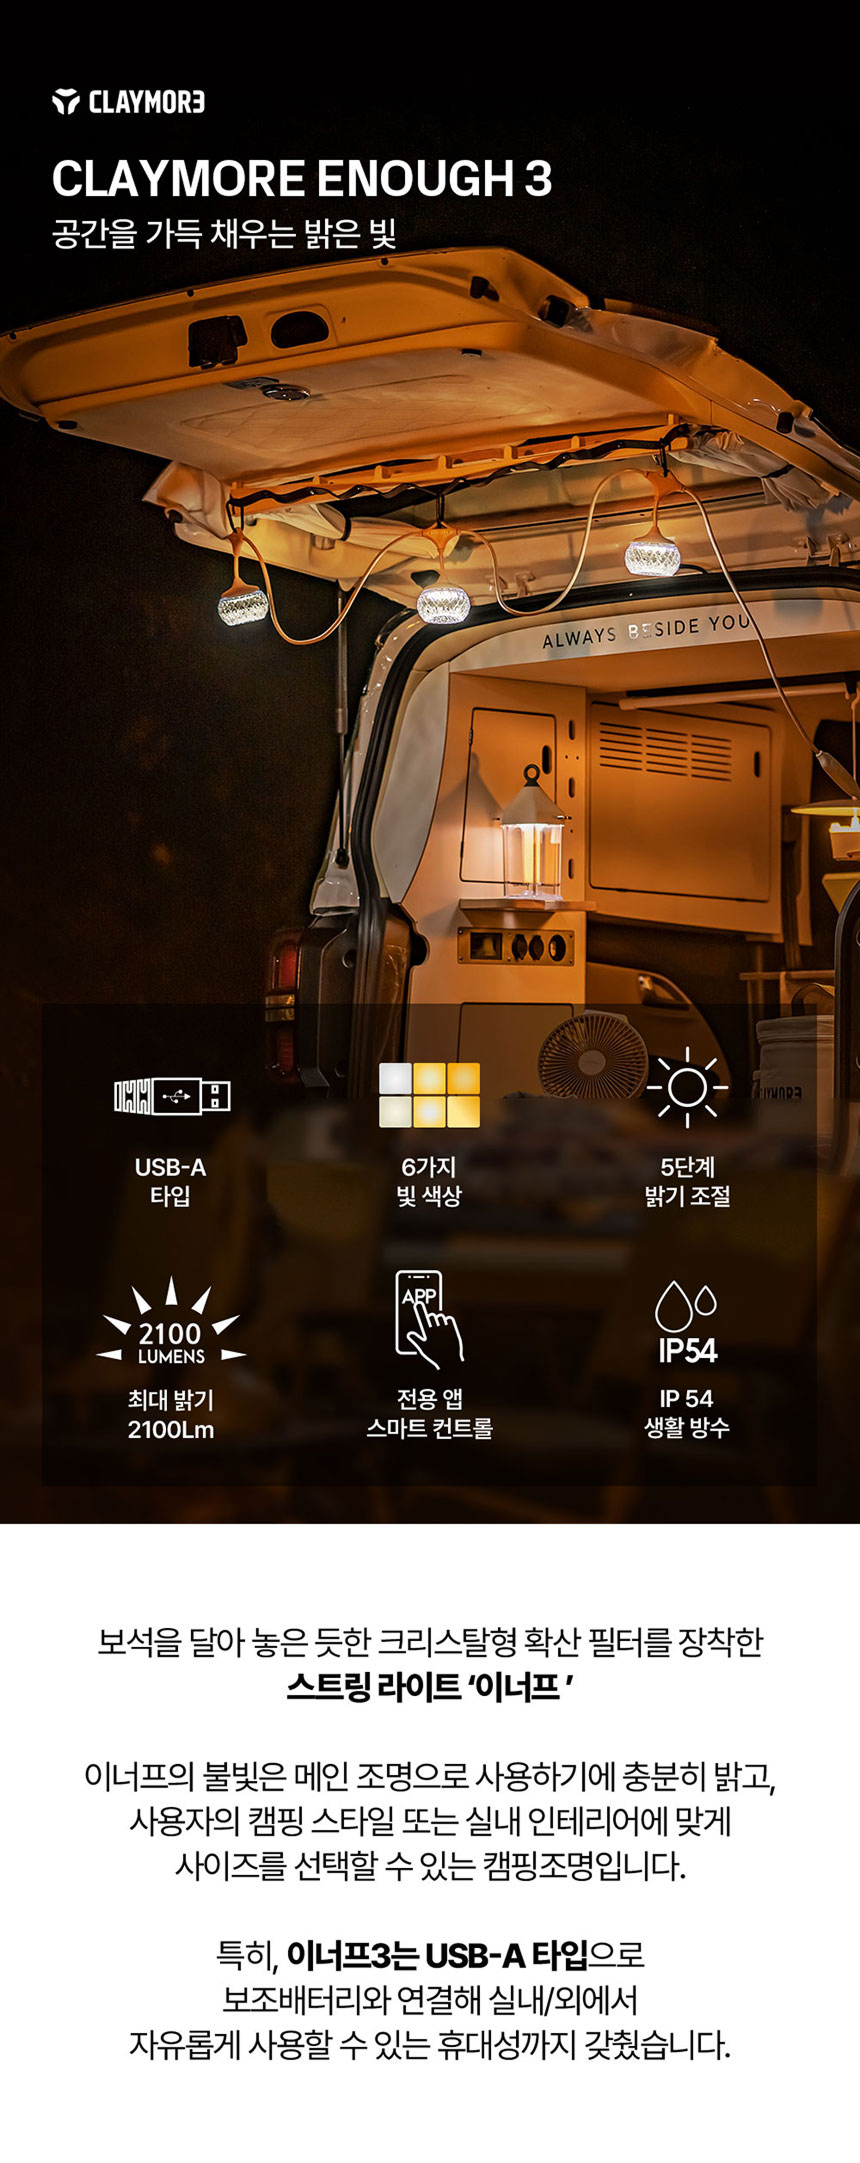 CLAYMOR3
CLAYMORE ENOUGH 3
공간을 가득 채우는 밝은 빛
ALWAYS BESIDE YOU
USB-A
타입
6가지
빛 색상
5단계
밝기 조절
2100
LUMENS
최대 밝기
2100Lm
APP
전용 앱
스마트 컨트롤
IP54
IP 54
생활 방수
보석을 달아 놓은 듯한 크리스탈형 확산 필터를 장착한
스트링 라이트 ‘이너프 ’
이너프의 불빛은 메인 조명으로 사용하기에 충분히 밝고,
사용자의 캠핑 스타일 또는 실내 인테리어에 맞게
사이즈를 선택할 수 있는 캠핑조명입니다.
특히, 이너프3는 USB-A 타입으로
보조배터리와 연결해 실내/외에서
자유롭게 사용할 수 있는 휴대성까지 갖췄습니다.